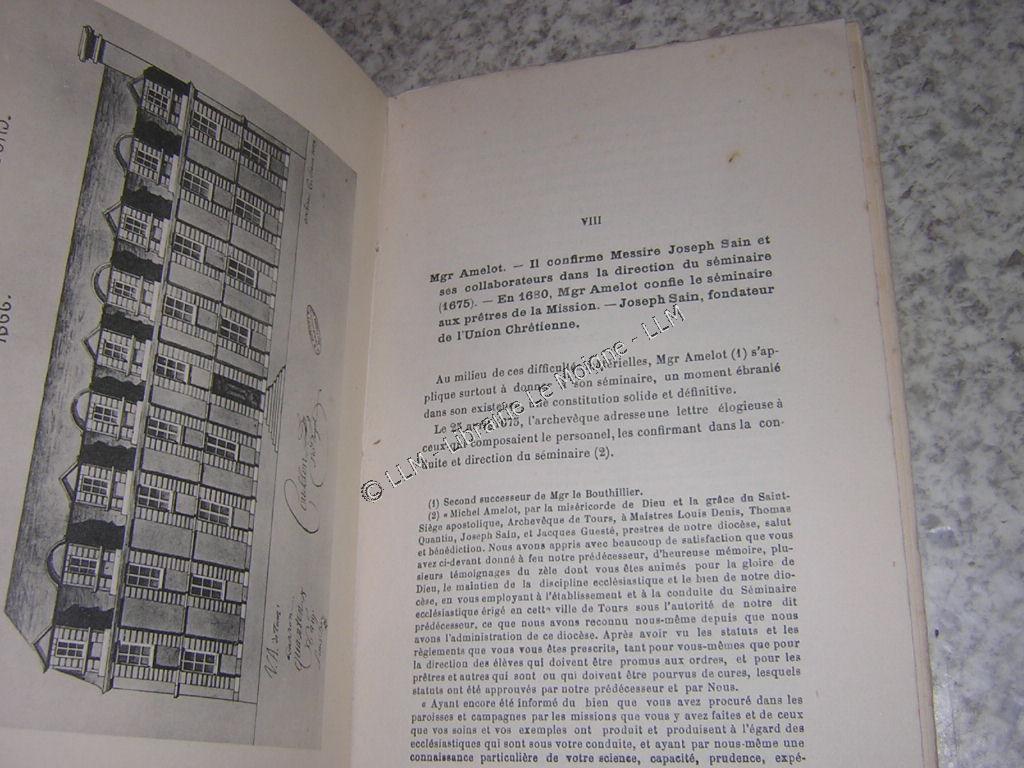 1666.
VIII
Mgr Amelot. — Il confirme Messire Joseph Sain et
ses collaborateurs dans la direction du séminaire
(1675). — En 1680, Mgr Amelot confie le séminaire
aux prêtres de la Mission. — Joseph Sain, fondateur
de l'Union Chrétienne.
Au milieu de ces difficultés matérielles, Mgr Amelot (1) s'ap-
plique surtout à donner à son séminaire, un moment ébranlé
dans son existence, une constitution solide et définitive.
Le 25 1675, l'archevêque adresse une lettre élogieuse à
ceux qui composaient le personnel, les confirmant dans la con-
duite et direction du séminaire (2).
(1) Second successeur de Mgr le Bouthillier.
(2) « Michel Amelot, par la miséricorde de Dieu et la grâce du Saint-
Siège apostolique, Archevêque de Tours, à Maistres Louis Denis, Thomas
Quantin, Joseph Sain, et Jacques Guesté, prestres de notre diocèse, salut
et bénédiction. Nous avons appris avec beaucoup de satisfaction que vous
avez ci-devant donné à feu notre prédécesseur, d'heureuse mémoire, plu-
sieurs témoignages du zèle dont vous êtes animés pour la gloire de
Dieu, le maintien de la discipline ecclésiastique et le bien de notre dio-
cèse, en vous employant à l'établissement et à la conduite du Séminaire
ecclésiastique érigé en cette ville de Tours sous l'autorité de notre dit
prédécesseur, ce que nous avons reconnu nous-même depuis que nous
avons l'administration de ce diocèse. Après avoir vu les statuts et les
règlements que vous vous êtes prescrits, tant pour vous-mêmes que pour
la direction des élèves qui doivent être promus aux ordres, et pour les
prêtres et autres qui sont ou qui doivent être pourvus de cures, lesquels
statuts ont été approuvés par notre prédécesseur et par Nous.
« Ayant encore été informé du bien que vous avez procuré dans les
paroisses et campagnes par les missions que vous y avez faites et de ceux
que vos soins et vos exemples ont produit et produisent à l'égard des
ecclésiastiques qui sont sous votre conduite, et ayant par nous-même une
connaissance particulière de votre science, capacité, prudence, expé-
© LLM - Librairie Le Moigne - LLM